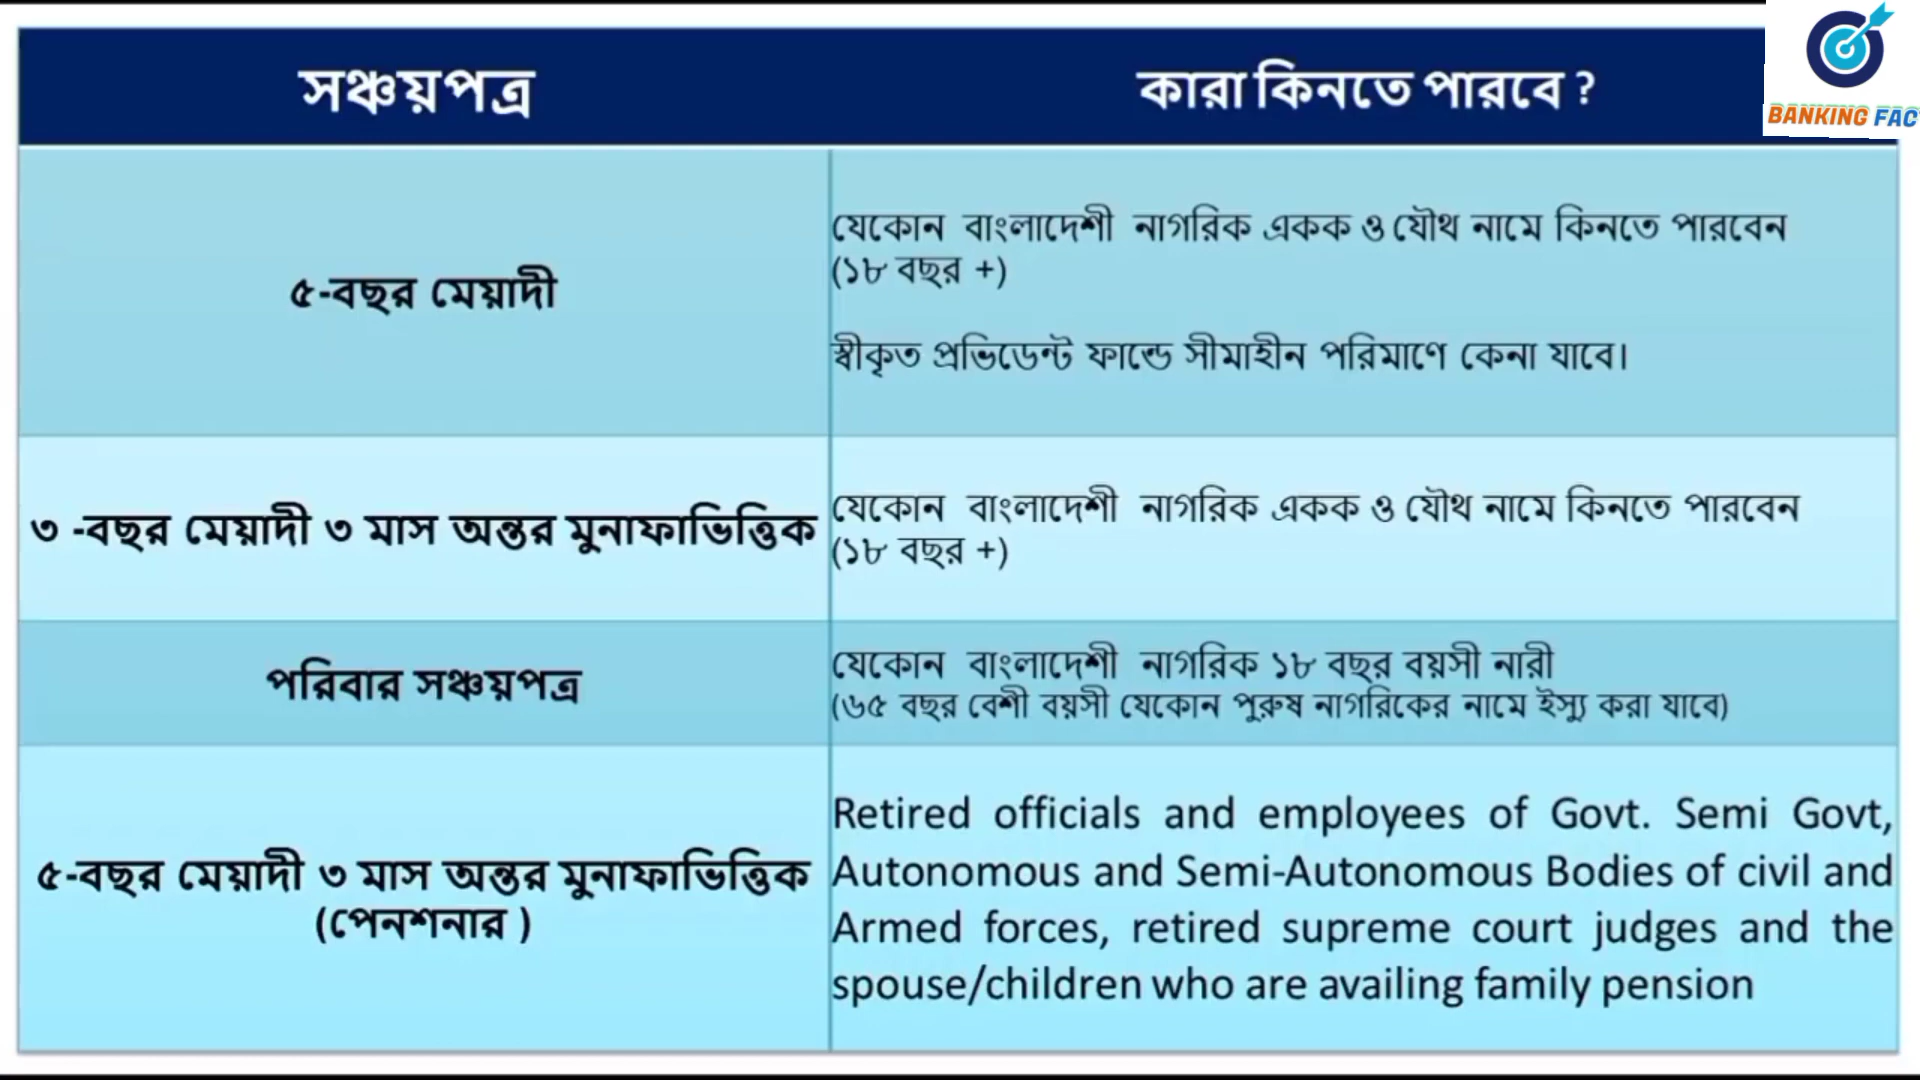 সঞ্চয়পত্র
কারা কিনতে পারবে ?
BANKING FAC
৫-বছর মেয়াদী
যেকোন বাংলাদেশী নাগরিক একক ও যৌথ নামে কিনতে পারবেন
(১৮ বছর +)
স্বীকৃত প্রভিডেন্ট ফান্ডে সীমাহীন পরিমাণে কেনা যাবে।
৩ -বছর মেয়াদী ৩ মাস অন্তর মুনাফাভিত্তিক
যেকোন বাংলাদেশী নাগরিক একক ও যৌথ নামে কিনতে পারবেন
(১৮ বছর +)
পরিবার সঞ্চয়পত্র
যেকোন বাংলাদেশী নাগরিক ১৮ বছর বয়সী নারী
(৬৫ বছর বেশী বয়সী যেকোন পুরুষ নাগরিকের নামে ইস্যু করা যাবে)
৫-বছর মেয়াদী ৩ মাস অন্তর মুনাফাভিত্তিক
(পেনশনার )
Retired officials and employees of Govt. Semi Govt,
Autonomous and Semi-Autonomous Bodies of civil and
Armed forces, retired supreme court judges and the
spouse/children who are availing family pension